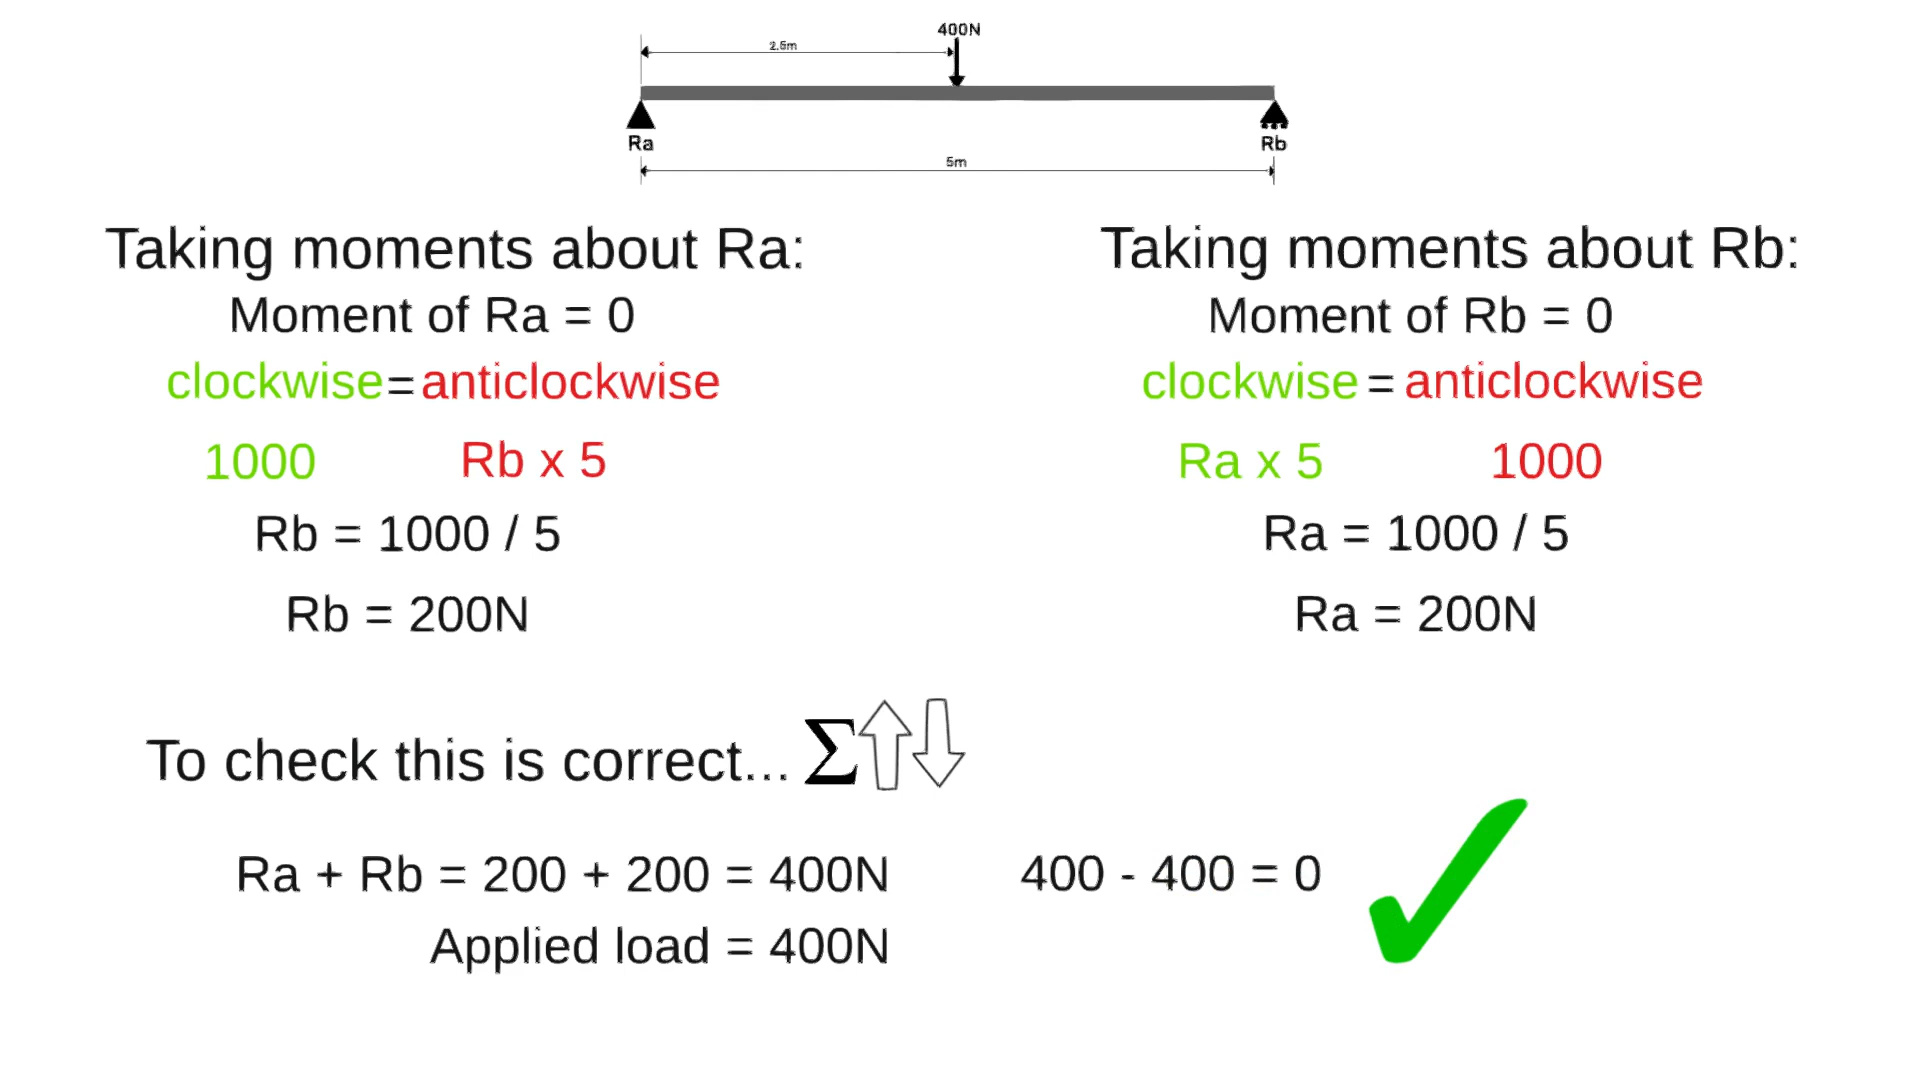 400N
2.5m
Ra
Rb
5m
Taking moments about Ra:
Moment of Ra = 0
clockwise = anticlockwise
1000 Rb x 5
Rb = 1000 / 5
Rb = 200N
Taking moments about Rb:
Moment of Rb = 0
clockwise = anticlockwise
Ra x 5 1000
Ra = 1000 / 5
Ra = 200N
To check this is correct... Σ
Ra + Rb = 200 + 200 = 400N
400 - 400 = 0
Applied load = 400N